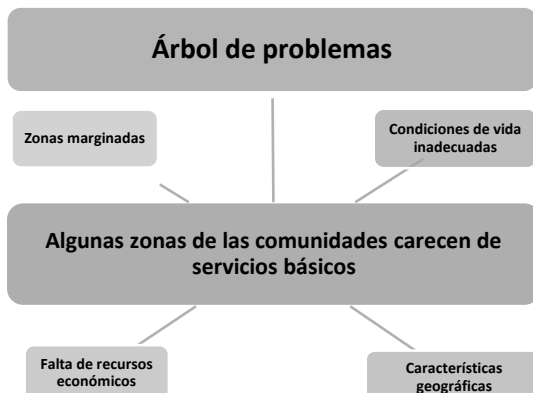 Árbol de problemas
Zonas marginadas
Condiciones de vida
inadecuadas
Algunas zonas de las comunidades carecen de
servicios básicos
Falta de recursos
económicos
Características
geográficas